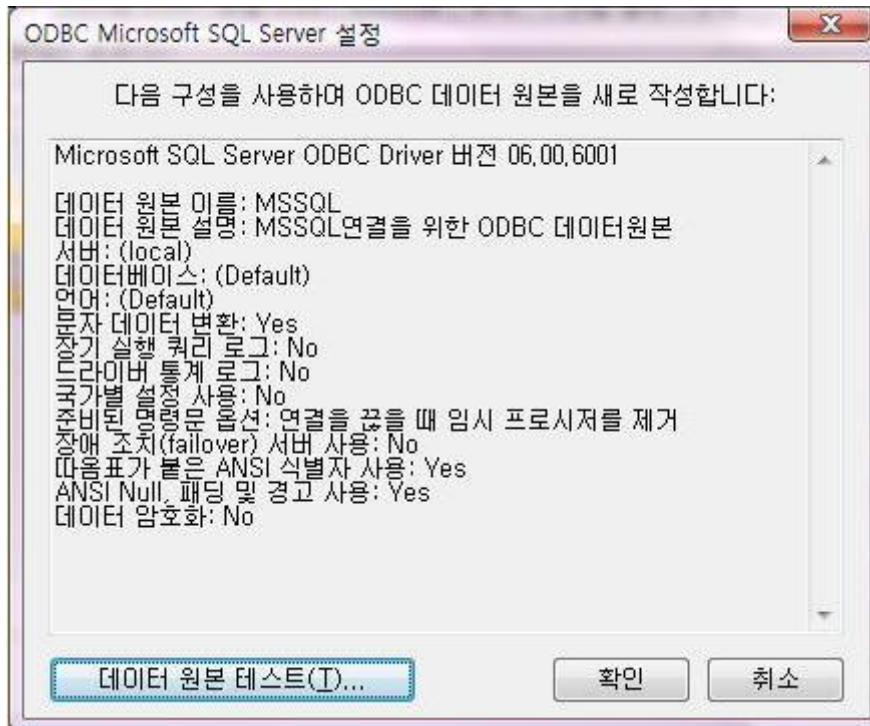 ODBC Microsoft SQL Server 설정
다음 구성을 사용하여 ODBC 데이터 원본을 새로 작성합니다:
Microsoft SQL Server ODBC Driver 버전 06.00.6001
데이터 원본 이름: MSSQL
데이터 원본 설명: MSSQL연결을 위한 ODBC 데이터원본
서버: (local)
데이터베이스: (Default)
언어: (Default)
문자 데이터 변환: Yes
장기 실행 쿼리 로그: No
드라이버 통계 로그: No
국가별 설정 사용: No
준비된 명령문 옵션: 연결을 끊을 때 임시 프로시저를 제거
장애 조치(failover) 서버 사용: No
따옴표가 붙은 ANSI 식별자 사용: Yes
ANSI Null, 패딩 및 경고 사용: Yes
데이터 암호화: No
데이터 원본 테스트(T)...
확인
취소